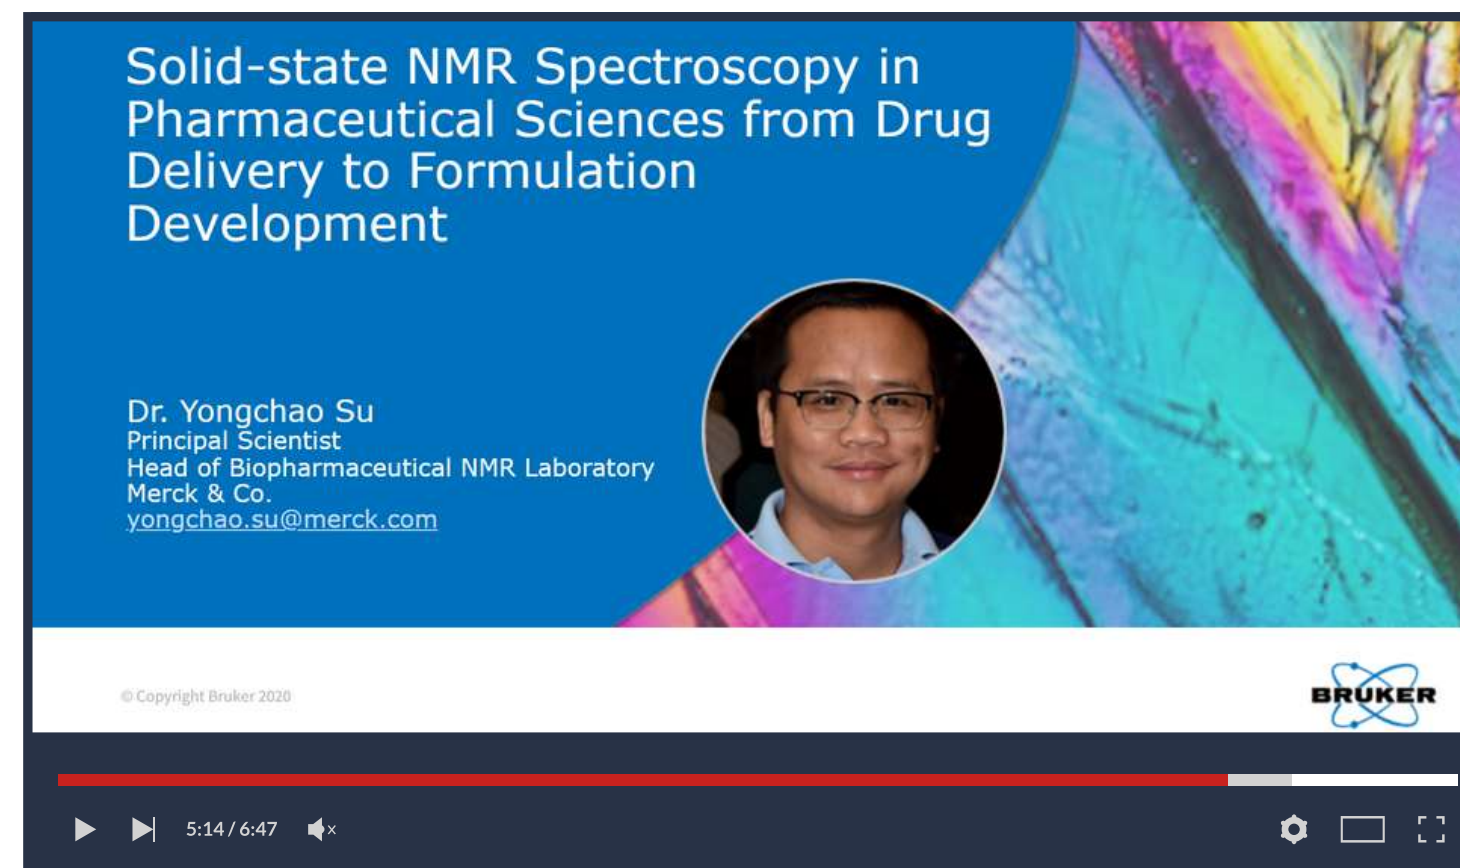 Solid-state NMR Spectroscopy in
Pharmaceutical Sciences from Drug
Delivery to Formulation
Development
Dr. Yongchao Su
Principal Scientist
Head of Biopharmaceutical NMR Laboratory
Merck & Co.
yongchao.su@merck.com
© Copyright Bruker 2020
BRUKER
5:14 / 6:47